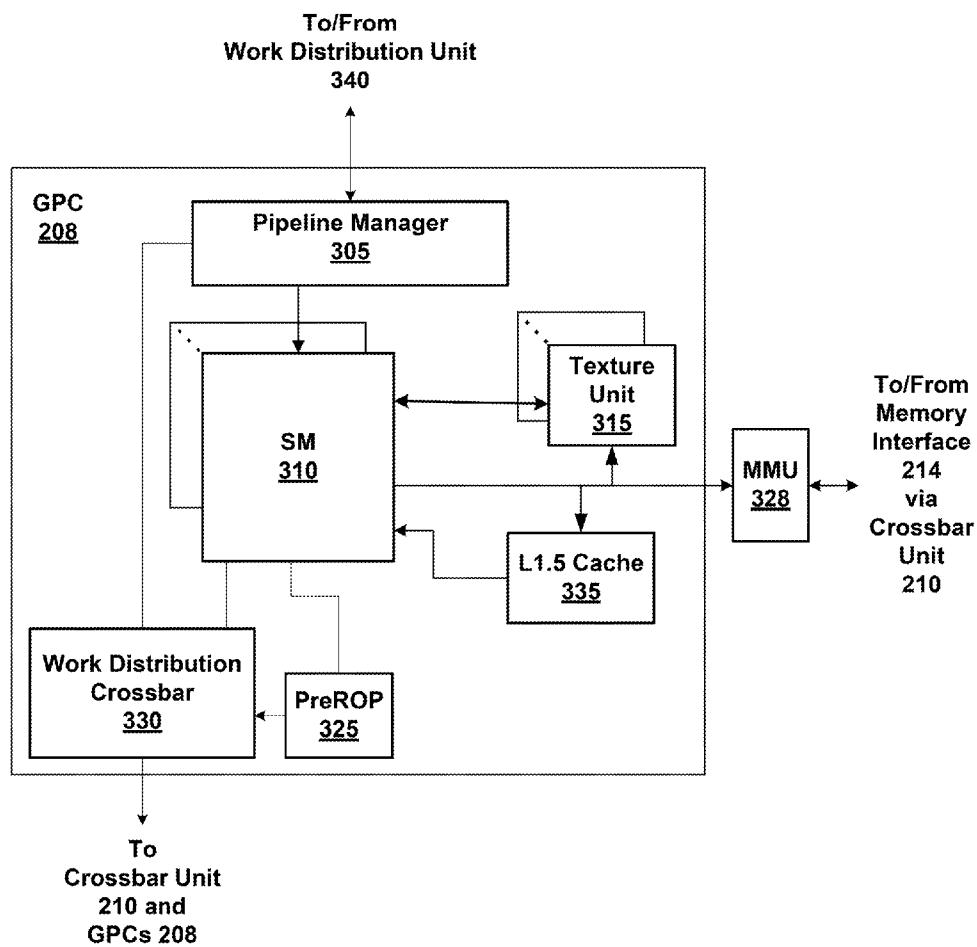 To/From
Work Distribution Unit
340
GPC
208
Pipeline Manager
305
Texture
Unit
315
SM
310
To/From
Memory
Interface
214
via
Crossbar
Unit
210
MMU
328
L1.5 Cache
335
Work Distribution
Crossbar
330
PreROP
325
To
Crossbar Unit
210 and
GPCs 208